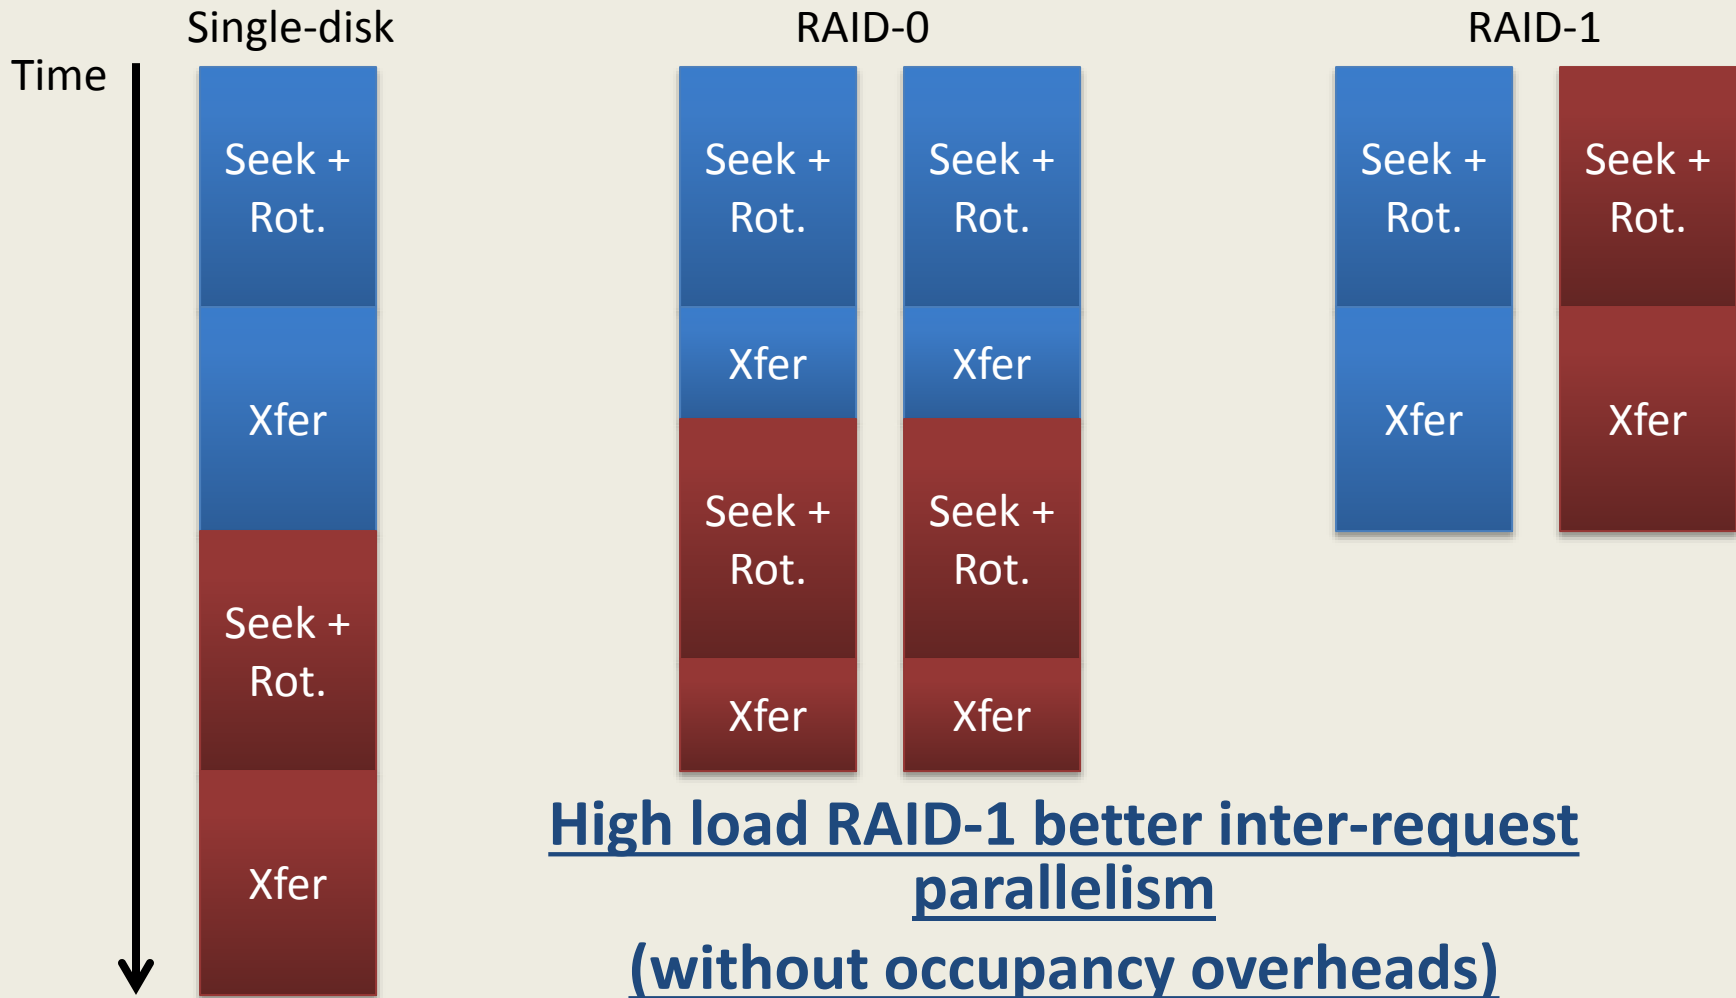 Single-disk
RAID-0
RAID-1
Time
Seek +
Rot.
Xfer
Seek +
Rot.
Xfer
Seek +
Rot.
Xfer
Seek +
Rot.
Xfer
Seek +
Rot.
Xfer
Seek +
Rot.
Xfer
Seek +
Rot.
Xfer
Seek +
Rot.
Xfer
High load RAID-1 better inter-request
parallelism
(without occupancy overheads)